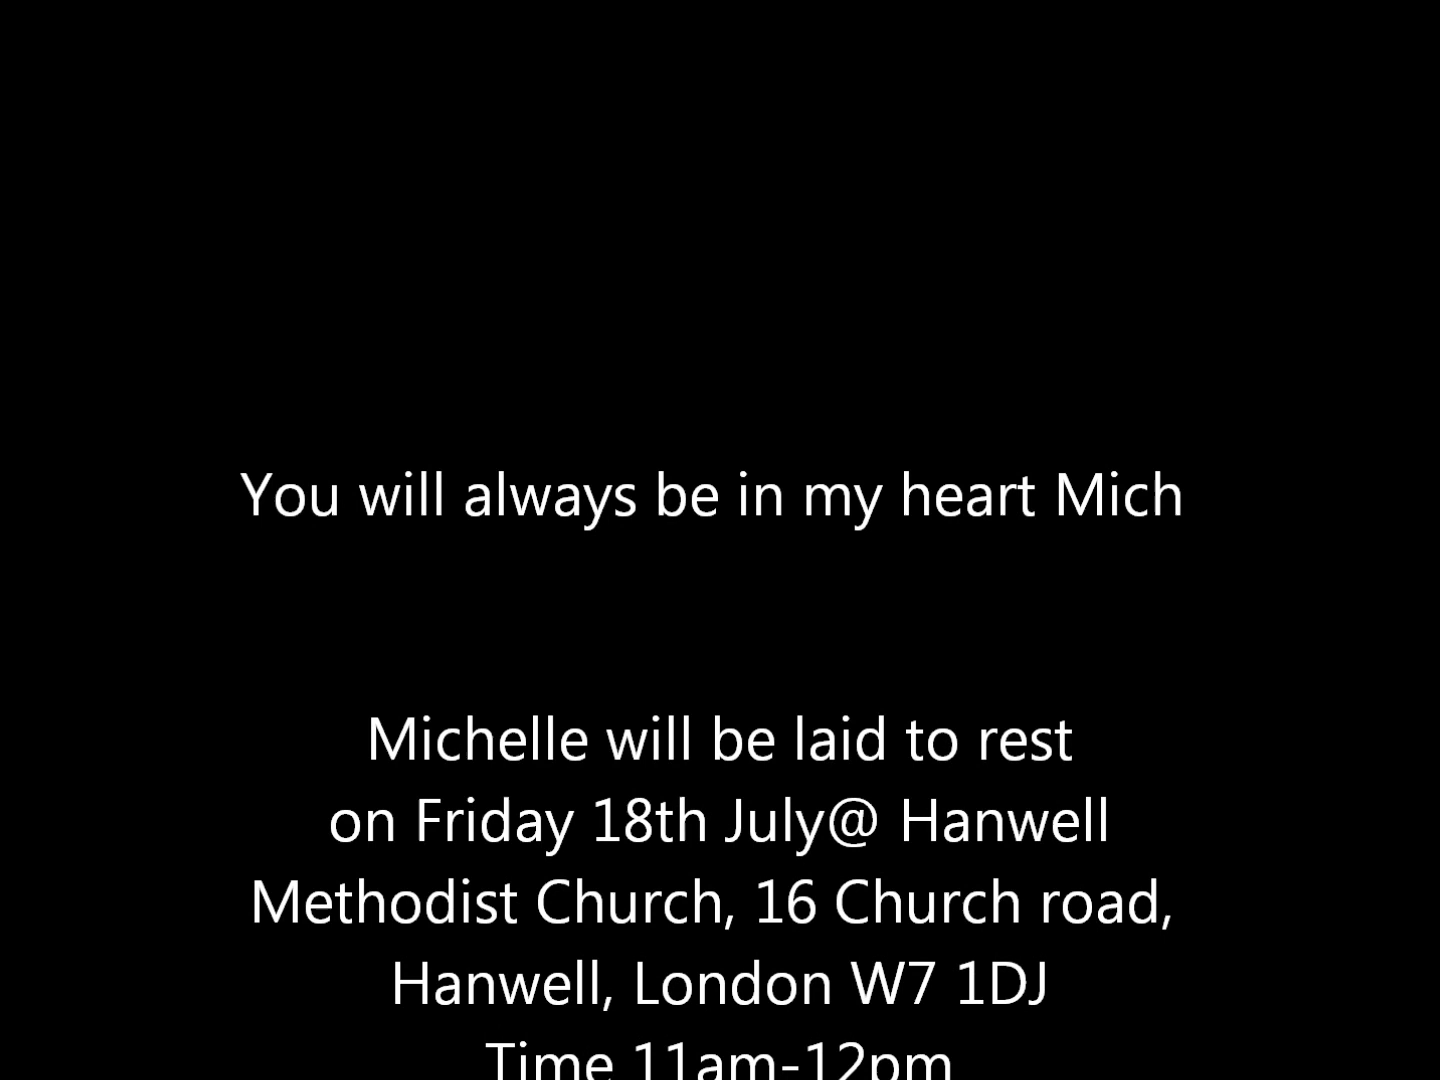 You will always be in my heart Mich
Michelle will be laid to rest
on Friday 18th July@ Hanwell
Methodist Church, 16 Church road,
Hanwell, London W7 1DJ
Time 11am-12pm